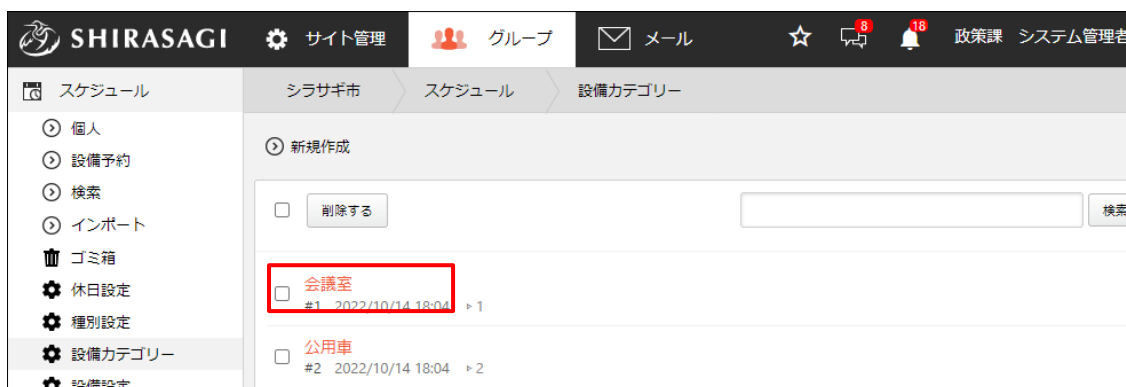 SHIRASAGI サイト管理 グループ メール 8 18 政策課 システム管理者
スケジュール
シラサギ市 スケジュール 設備カテゴリー
個人
設備予約
検索
インポート
ゴミ箱
休日設定
種別設定
設備カテゴリー
設備設定
新規作成
削除する 検索
会議室
#1 2022/10/14 18:04 1
公用車
#2 2022/10/14 18:04 2